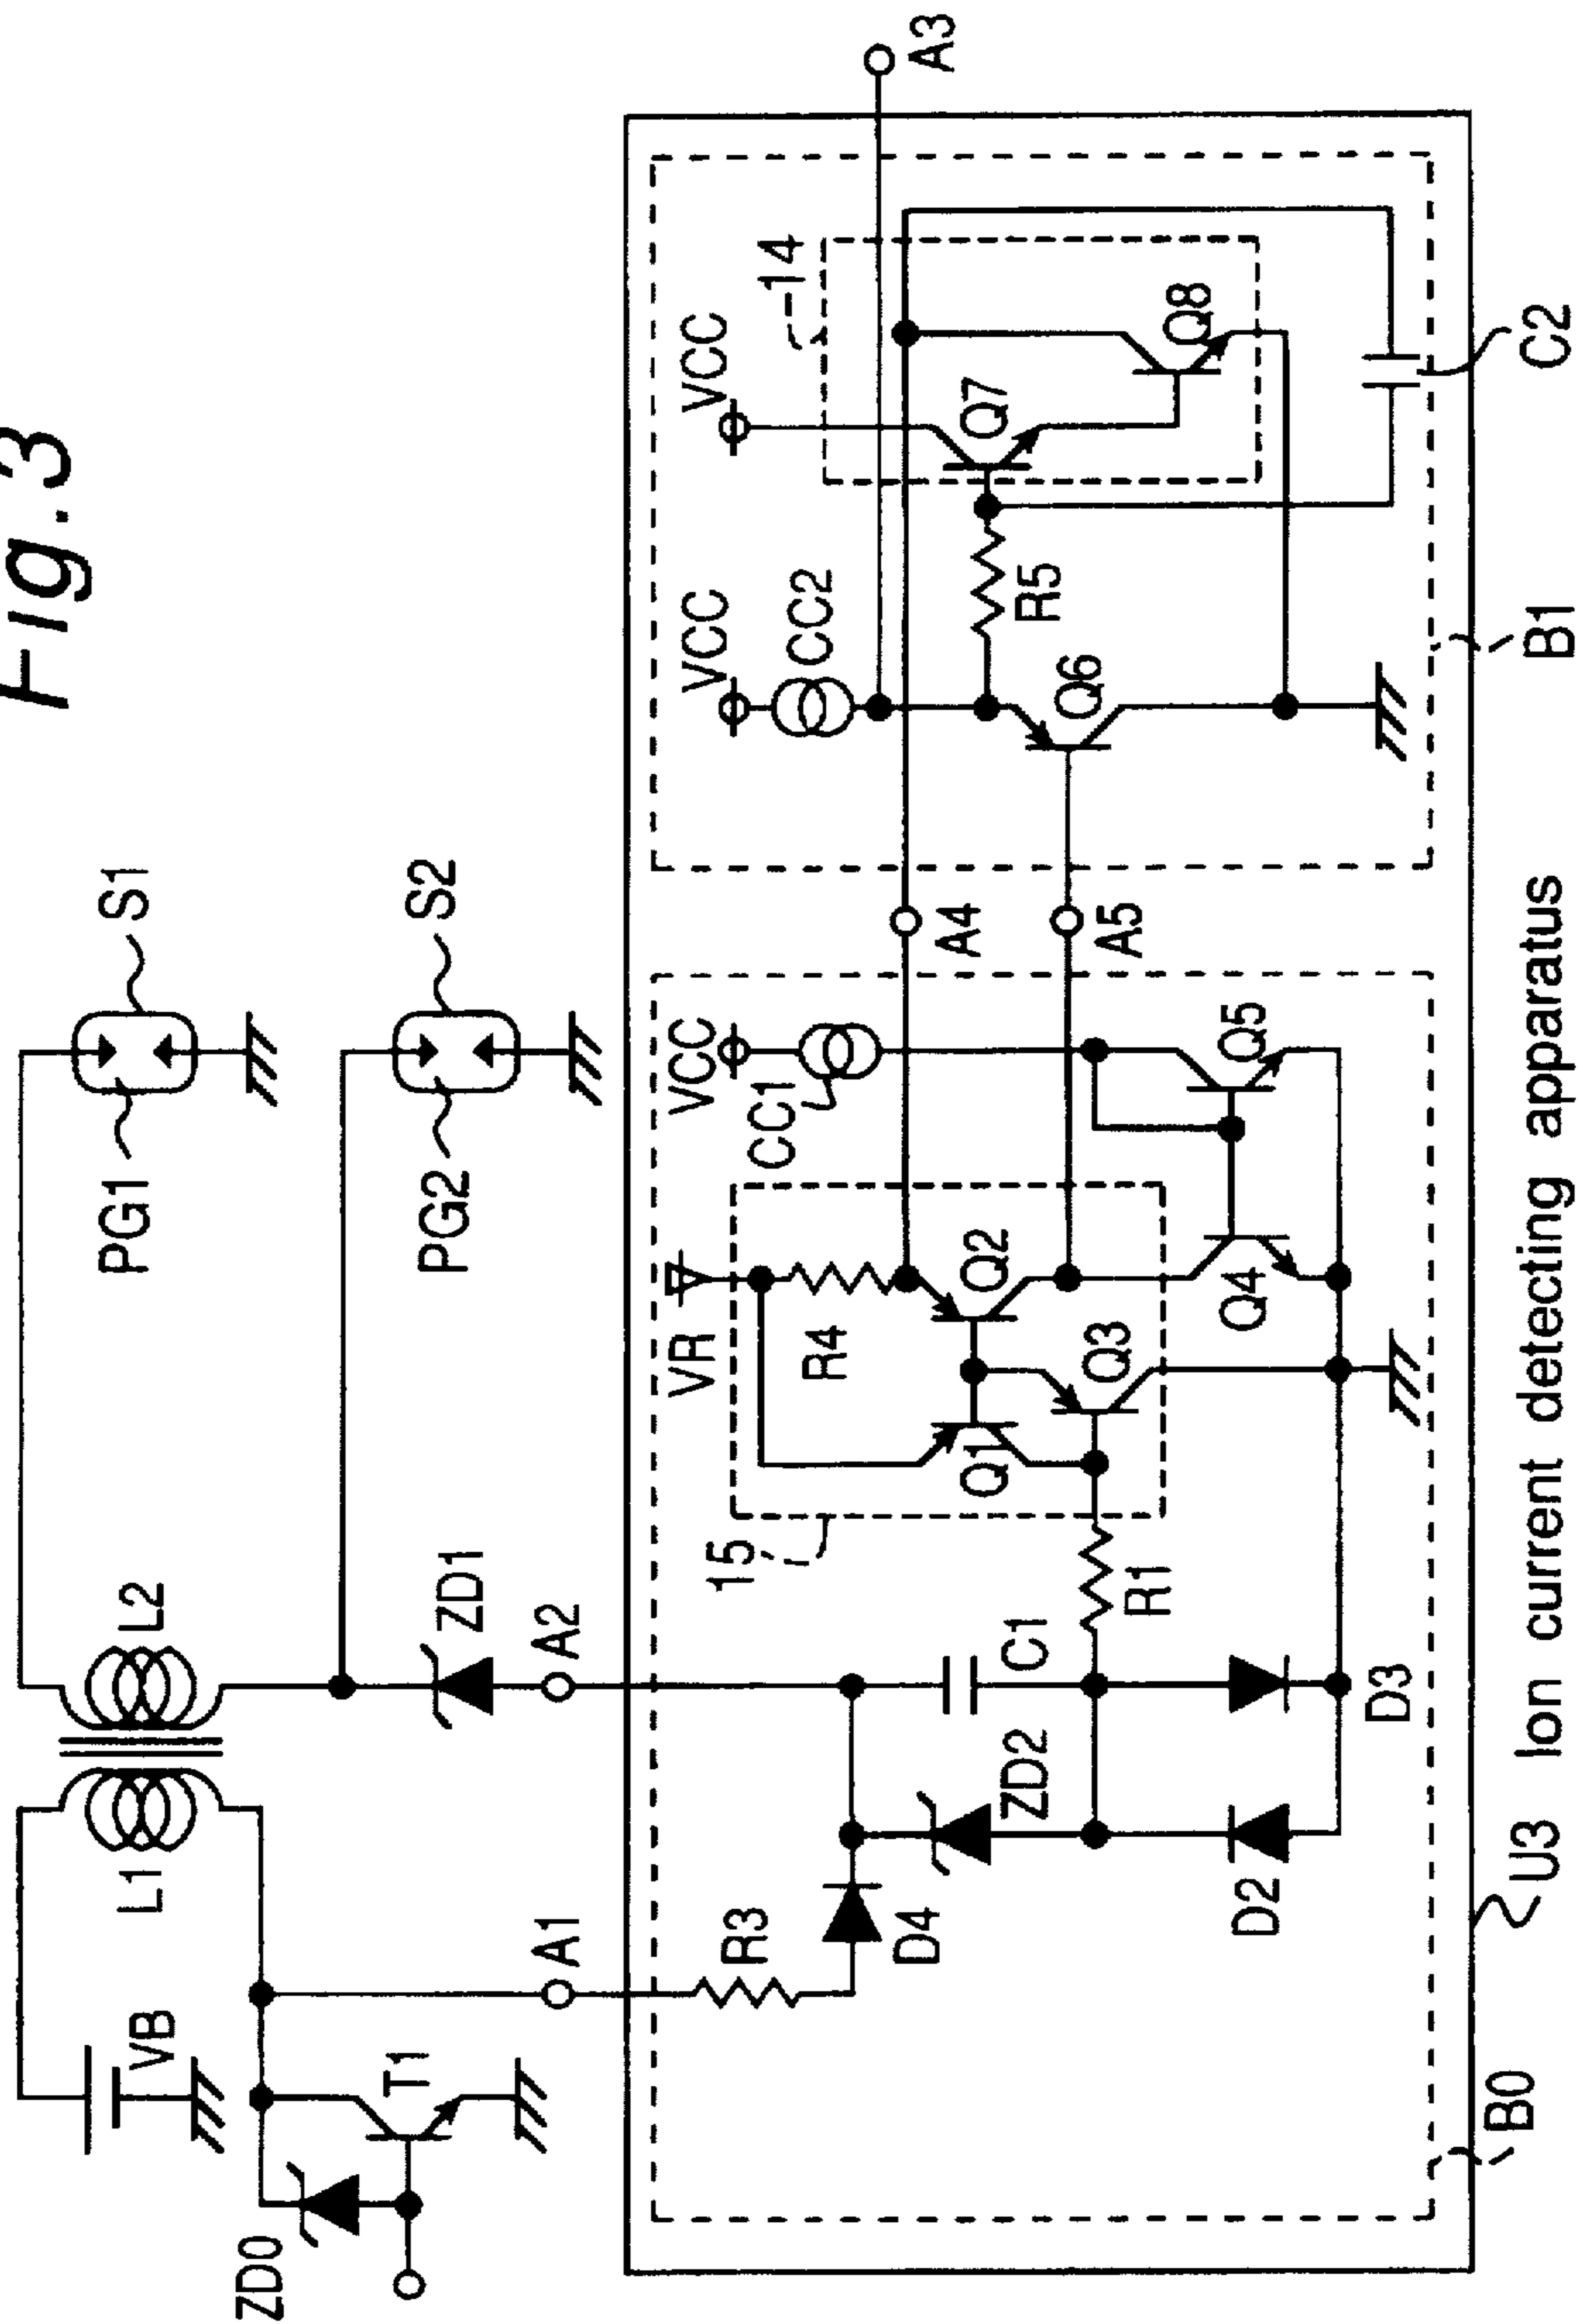 Fig.3
VB
L1
L2
PG1
S1
ZD0
T1
A1
ZD1
A2
PG2
S2
R3
D4
ZD2
C1
R1
D2
D3
15
VR
R4
Q1
Q2
Q3
Q4
Q5
VCC
CC1
A4
A5
VCC
CC2
VCC
14
Q6
R5
Q7
Q8
A3
C2
B0
U3
B1
Ion current detecting apparatus